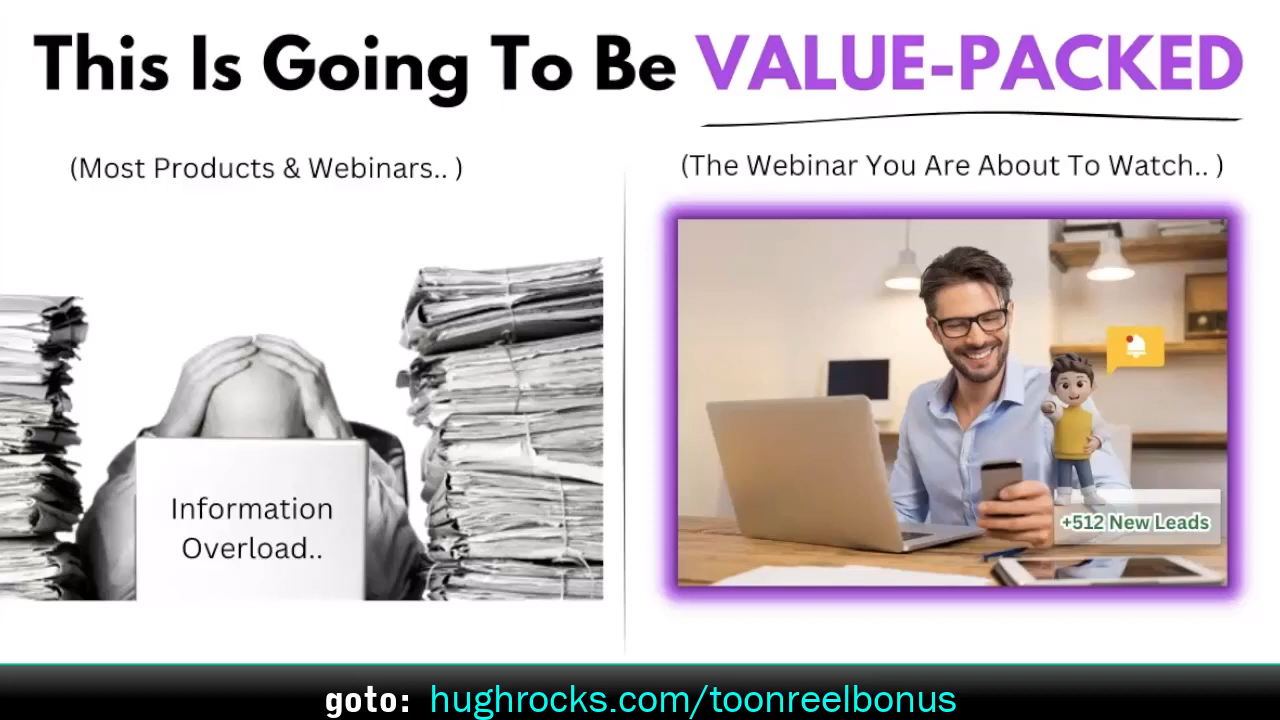 This Is Going To Be VALUE-PACKED
(Most Products & Webinars.. )
(The Webinar You Are About To Watch.. )
Information
Overload..
+512 New Leads
goto: hughrocks.com/toonreelbonus